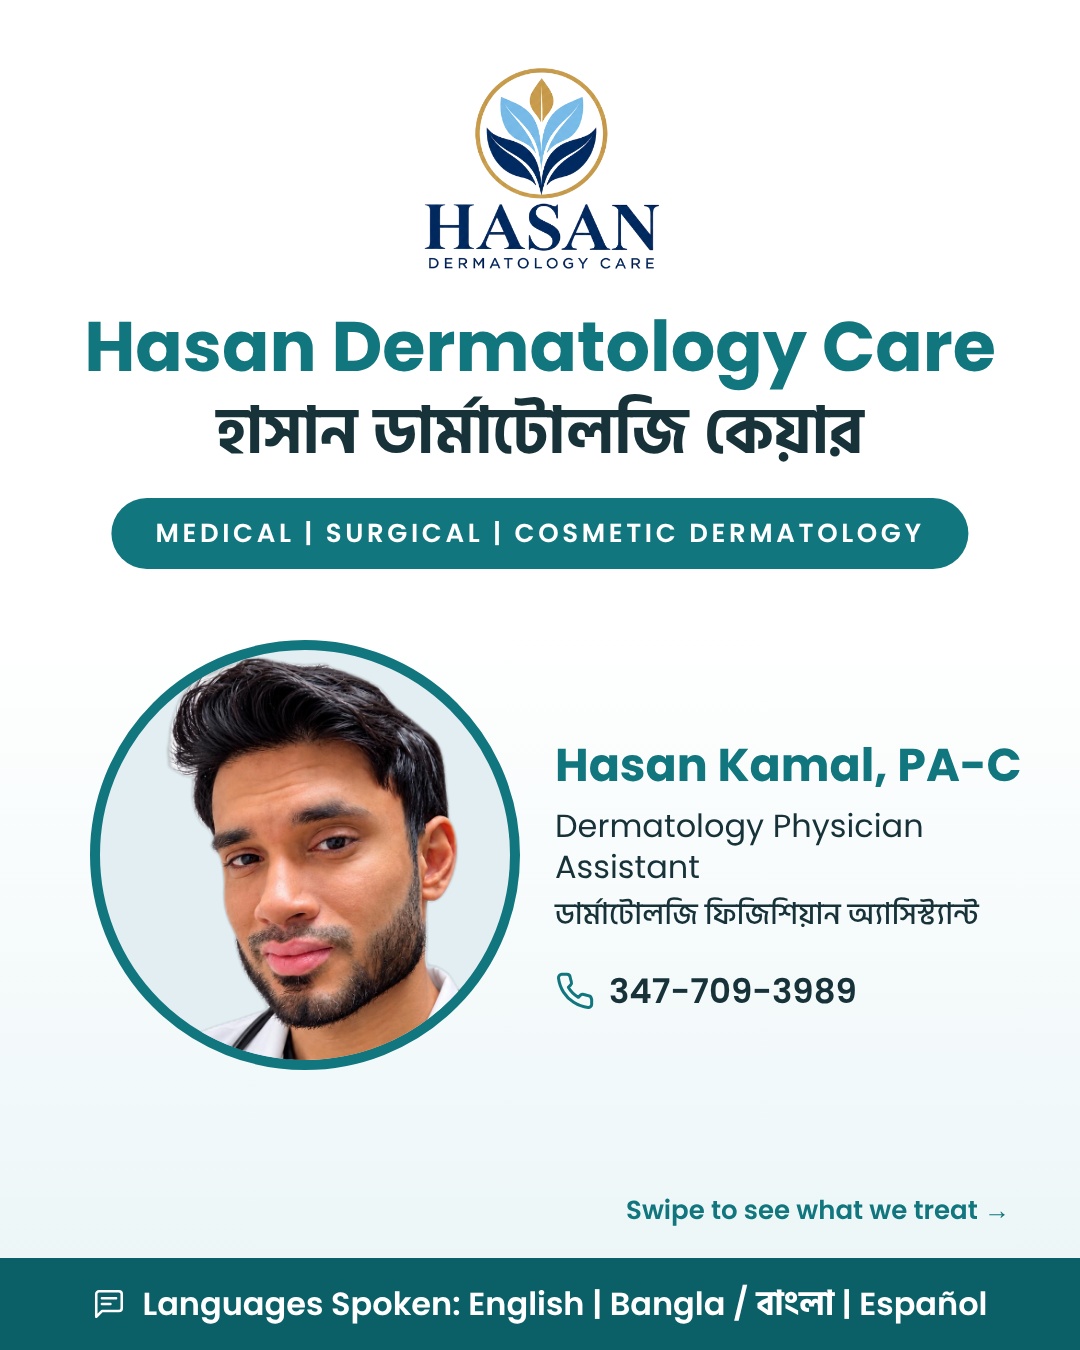 HASAN
DERMATOLOGY CARE
Hasan Dermatology Care
হাসান ডার্মাটোলজি কেয়ার
MEDICAL | SURGICAL | COSMETIC DERMATOLOGY
Hasan Kamal, PA-C
Dermatology Physician
Assistant
ডার্মাটোলজি ফিজিশিয়ান অ্যাসিস্ট্যান্ট
347-709-3989
Swipe to see what we treat →
Languages Spoken: English | Bangla / বাংলা | Español